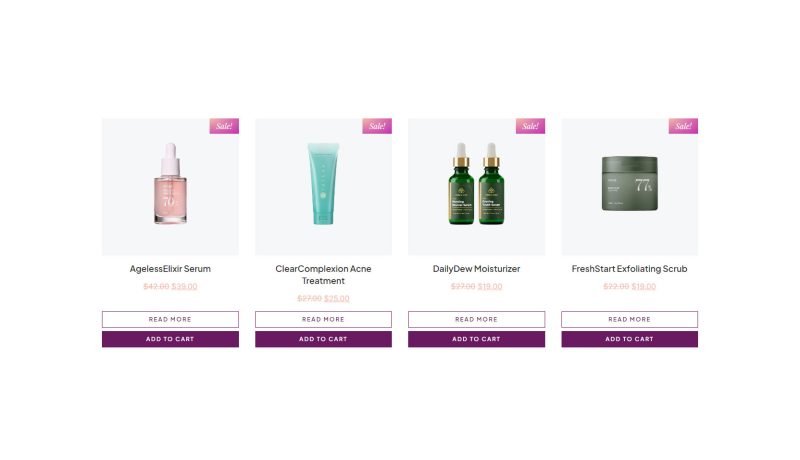 Sale!
Sale!
Sale!
Sale!
AgelessElixir Serum
$42.00 $39.00
READ MORE
ADD TO CART
ClearComplexion Acne
Treatment
$27.00 $25.00
READ MORE
ADD TO CART
DailyDew Moisturizer
$27.00 $19.00
READ MORE
ADD TO CART
FreshStart Exfoliating Scrub
$22.00 $19.00
READ MORE
ADD TO CART